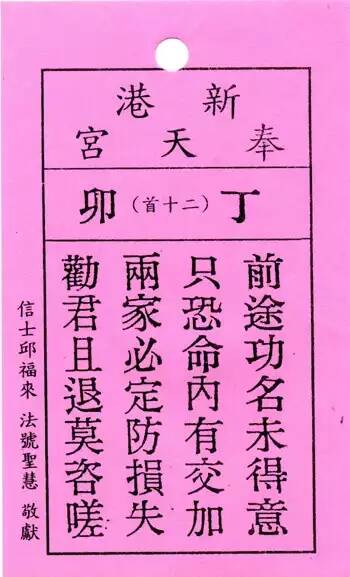 新港
奉天宮
丁（二十首）卯
前途功名未得意
只恐命內有交加
兩家必定防損失
勸君且退莫咨嗟
信士邱福來 法號聖慧 敬獻